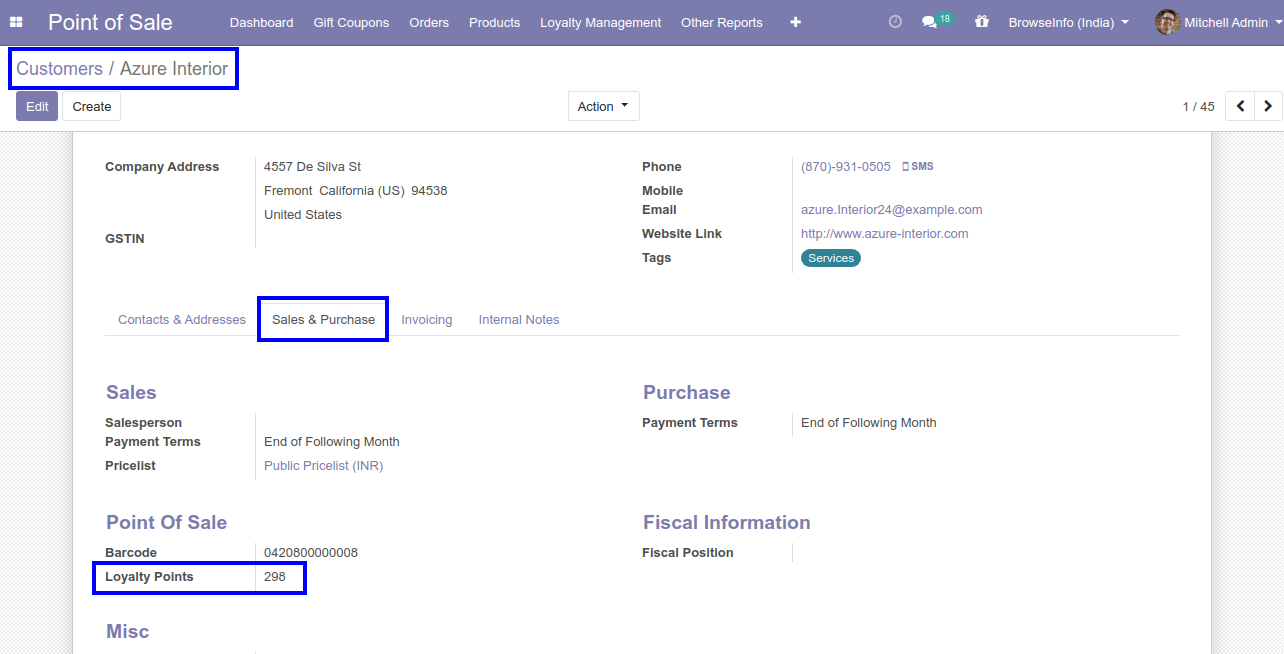 Point of Sale Dashboard Gift Coupons Orders Products Loyalty Management Other Reports 18 BrowseInfo (India) Mitchell Admin
Customers / Azure Interior
Edit Create Action 1 / 45
Company Address 4557 De Silva St Phone (870)-931-0505 SMS
Fremont California (US) 94538 Mobile
United States Email azure.Interior24@example.com
Website Link http://www.azure-interior.com
GSTIN
Tags Services
Contacts & Addresses Sales & Purchase Invoicing Internal Notes
Sales Purchase
Salesperson Payment Terms End of Following Month
Payment Terms End of Following Month
Pricelist Public Pricelist (INR)
Point Of Sale Fiscal Information
Barcode 0420800000008 Fiscal Position
Loyalty Points 298
Misc